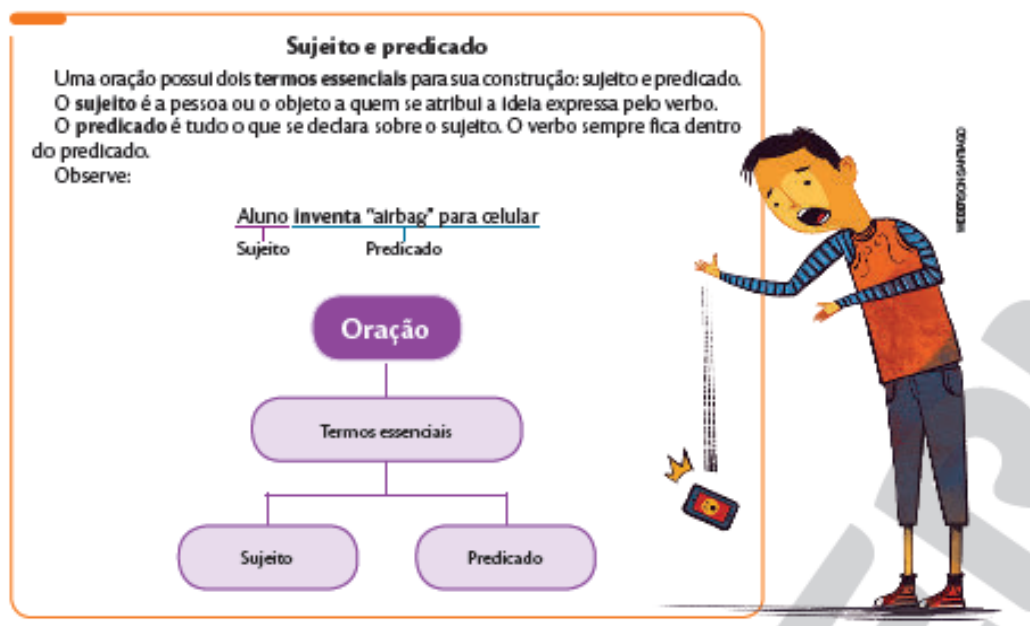 Sujeito e predicado
Uma oração possui dois termos essenciais para sua construção: sujeito e predicado.
O sujeito é a pessoa ou o objeto a quem se atribui a ideia expressa pelo verbo.
O predicado é tudo o que se declara sobre o sujeito. O verbo sempre fica dentro
do predicado.
Observe:
Aluno inventa “airbag” para celular
Sujeito Predicado
Oração
Termos essenciais
Sujeito Predicado
SANTIAGO